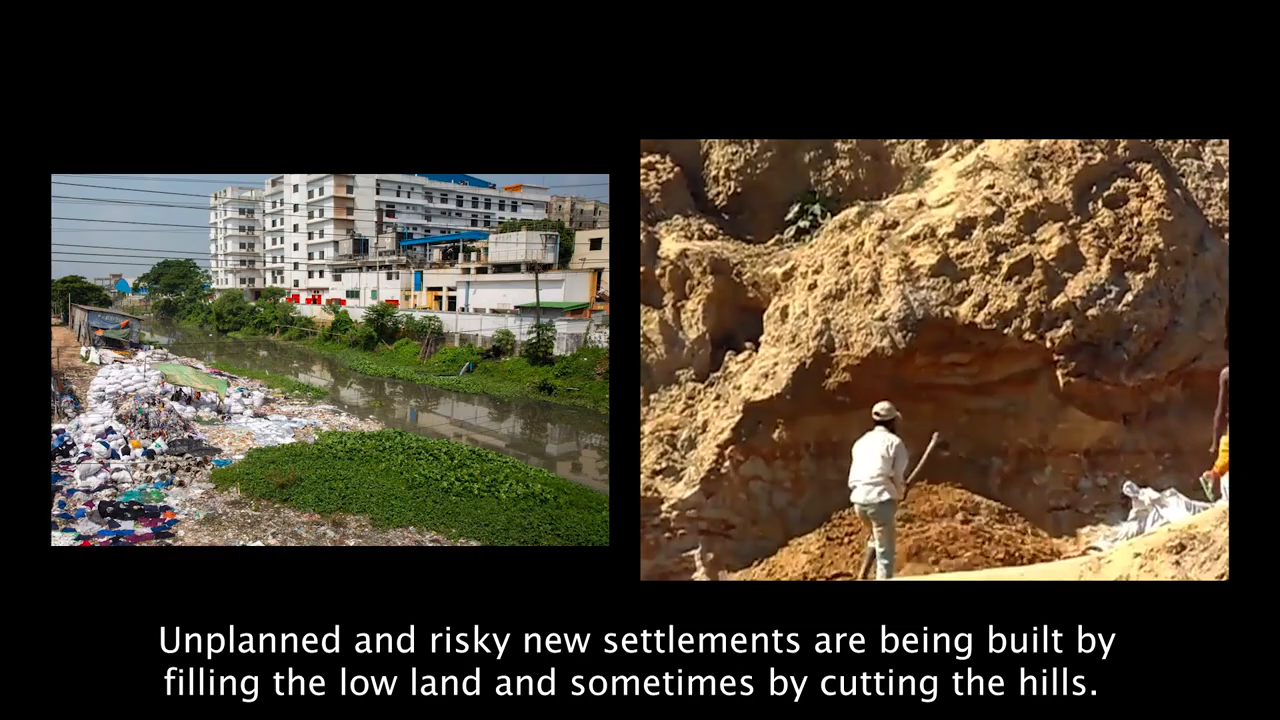 Unplanned and risky new settlements are being built by
filling the low land and sometimes by cutting the hills.